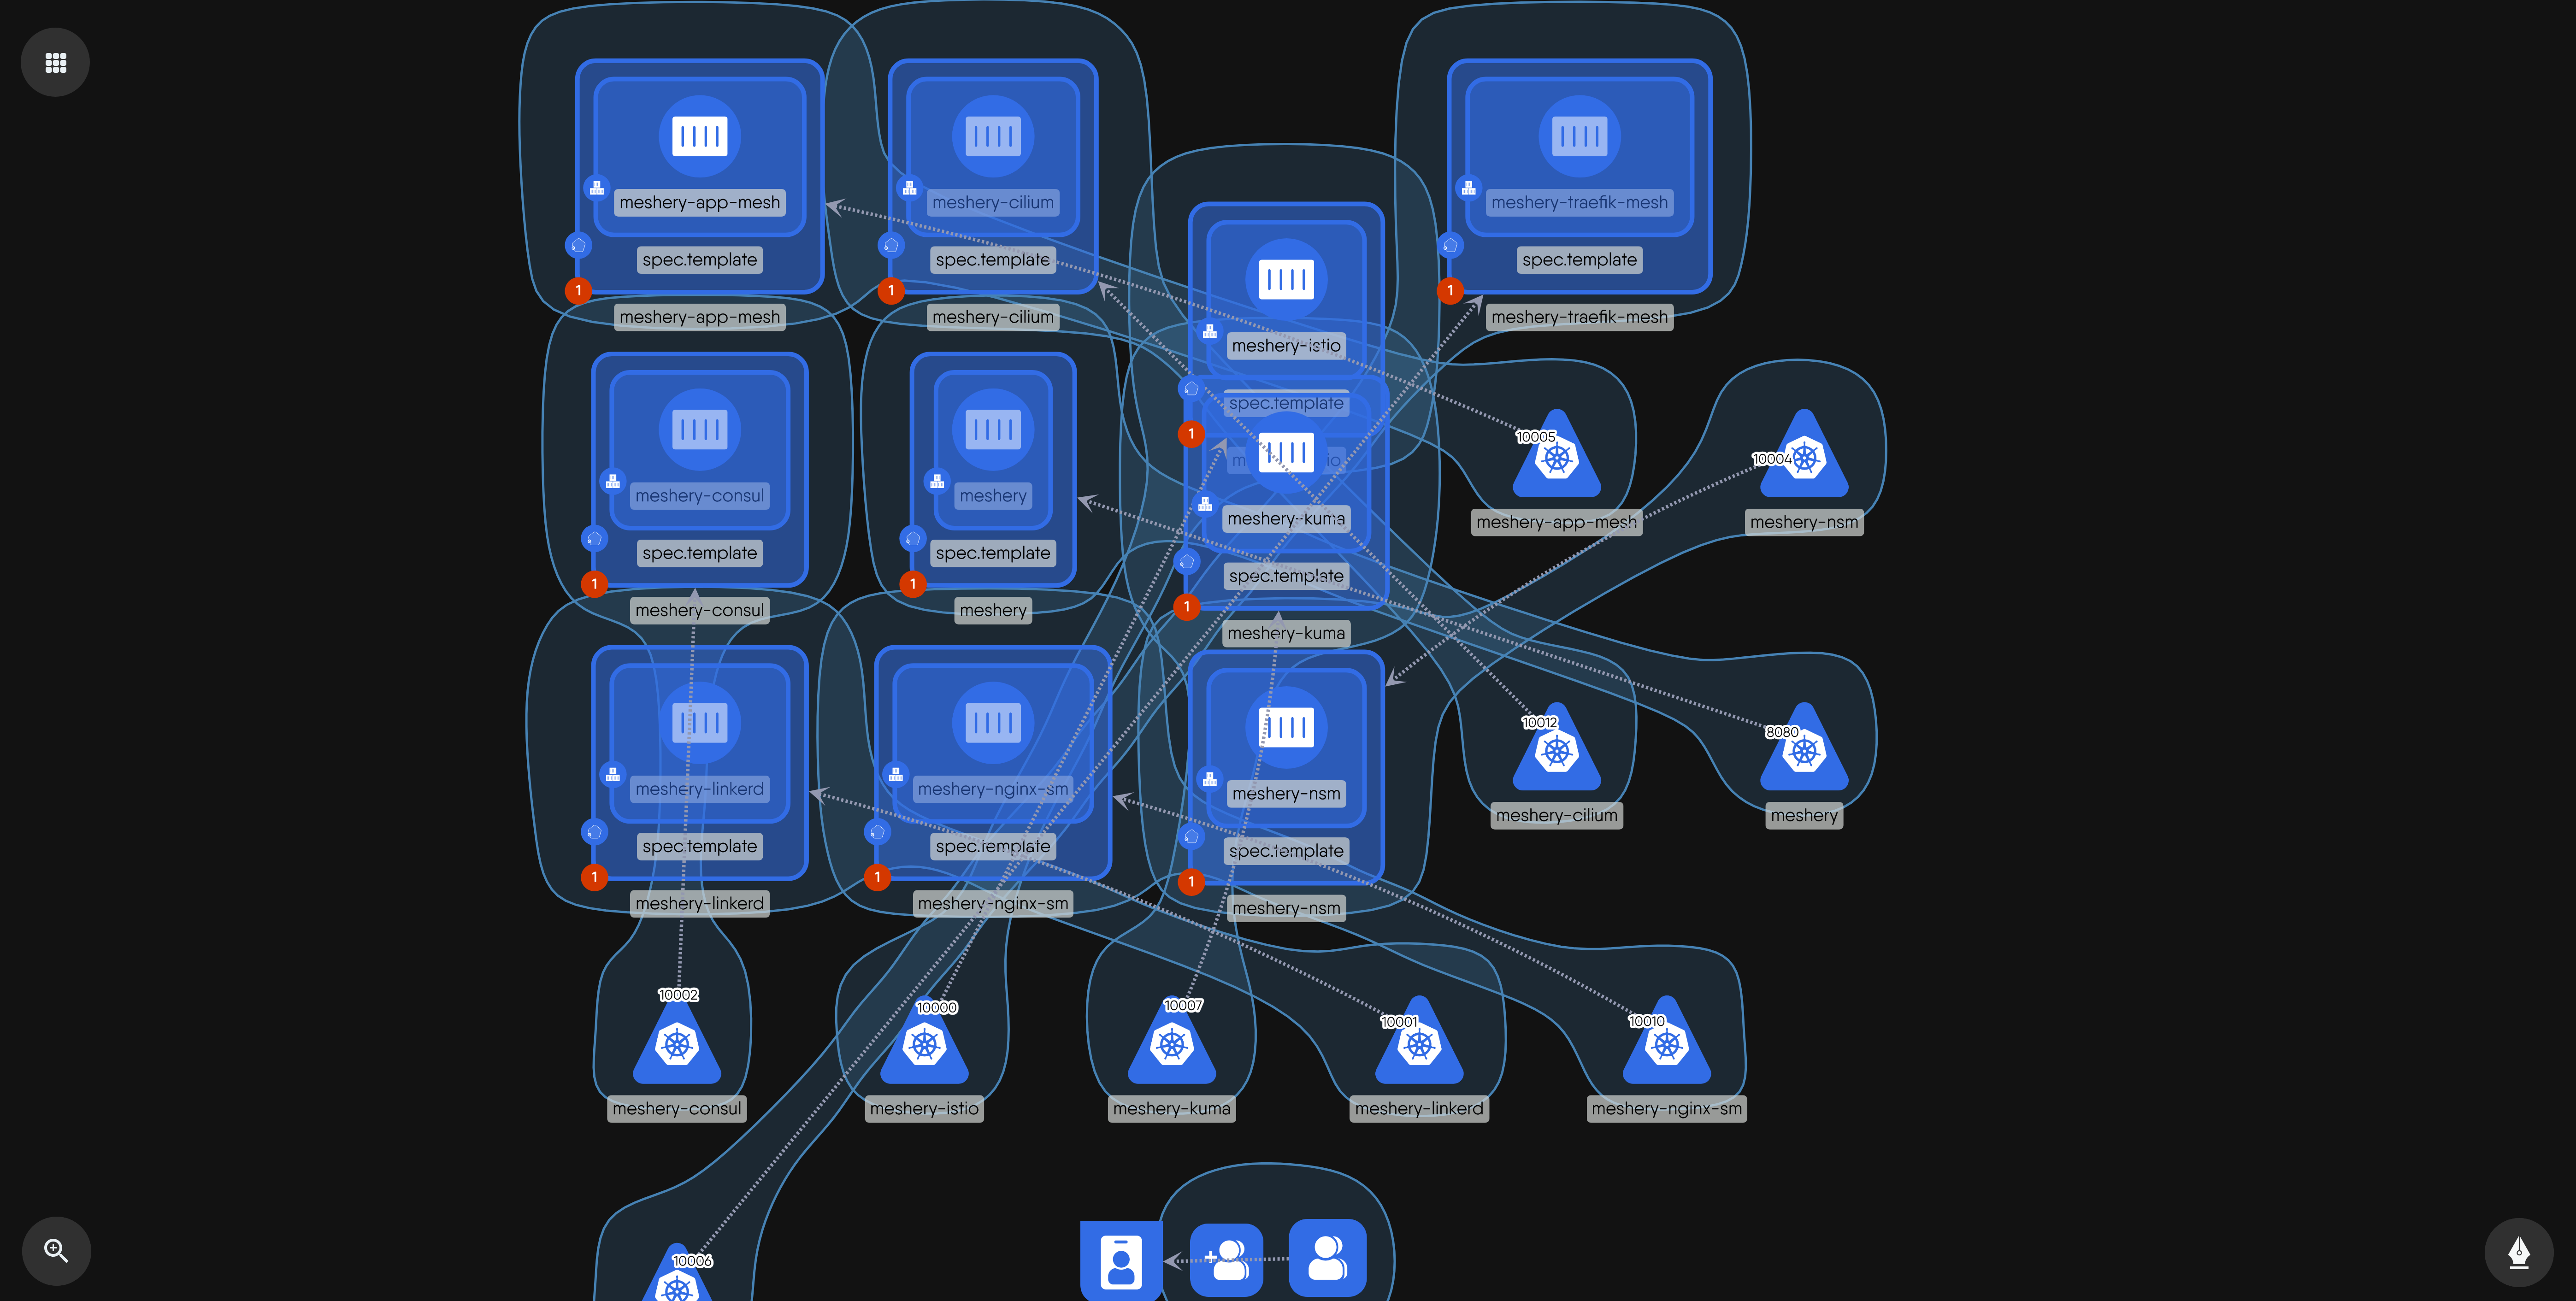 meshery-app-mesh
spec.template
1
meshery-app-mesh
meshery-cilium
spec.template
1
meshery-cilium
meshery-traefik-mesh
spec.template
1
meshery-traefik-mesh
meshery-istio
spec.template
1
meshery-consul
spec.template
1
meshery-consul
meshery
spec.template
1
meshery
meshery-kuma
spec.template
1
meshery-kuma
10005
meshery-app-mesh
10004
meshery-nsm
meshery-linkerd
spec.template
1
meshery-linkerd
meshery-nginx-sm
spec.template
1
meshery-nginx-sm
meshery-nsm
spec.template
1
meshery-nsm
10012
meshery-cilium
8080
meshery
10002
meshery-consul
10000
meshery-istio
10007
meshery-kuma
10001
meshery-linkerd
10010
meshery-nginx-sm
10006